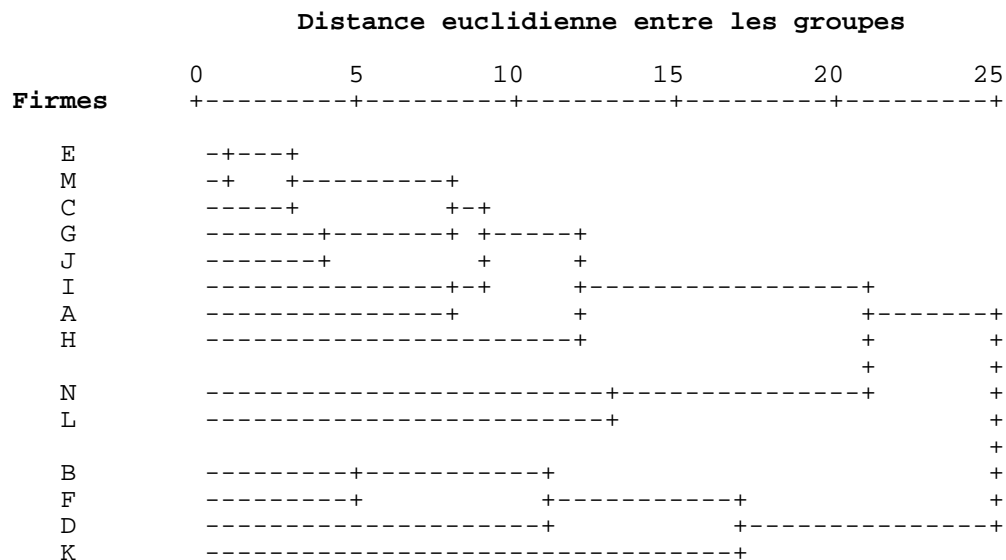 Distance euclidienne entre les groupes
0 5 10 15 20 25
Firmes +---------+---------+---------+---------+---------+
E -+---+
M -+   +---------+
C -----+         +-+
G -------+-------+ +-----+
J -------+         +     +
I ---------------+-+     +-----------------+
A ---------------+       +                 +-------+
H -----------------------+                 +       +
+       +
N -------------------------+---------------+       +
L -------------------------+                       +
+
B ---------+-----------+                           +
F ---------+           +-----------+               +
D ---------------------+           +---------------+
K ---------------------------------+